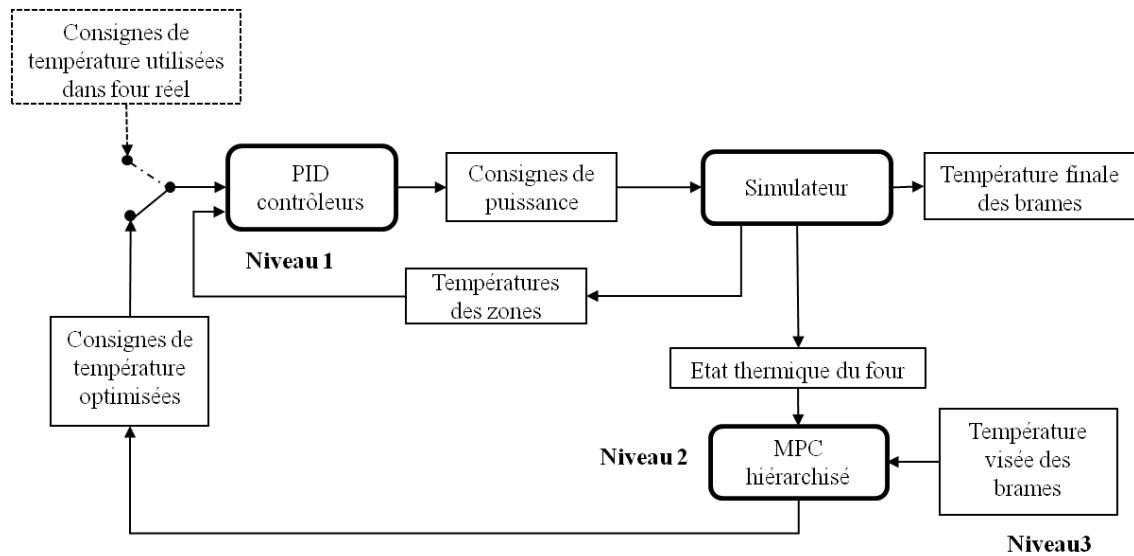 Consignes de
température utilisées
dans four réel
PID
contrôleurs
Consignes de
puissance
Simulateur
Température finale
des brames
Niveau 1
Températures
des zones
Consignes de
température
optimisées
Etat thermique du four
Niveau 2
MPC
hiérarchisé
Température
visée des
brames
Niveau3